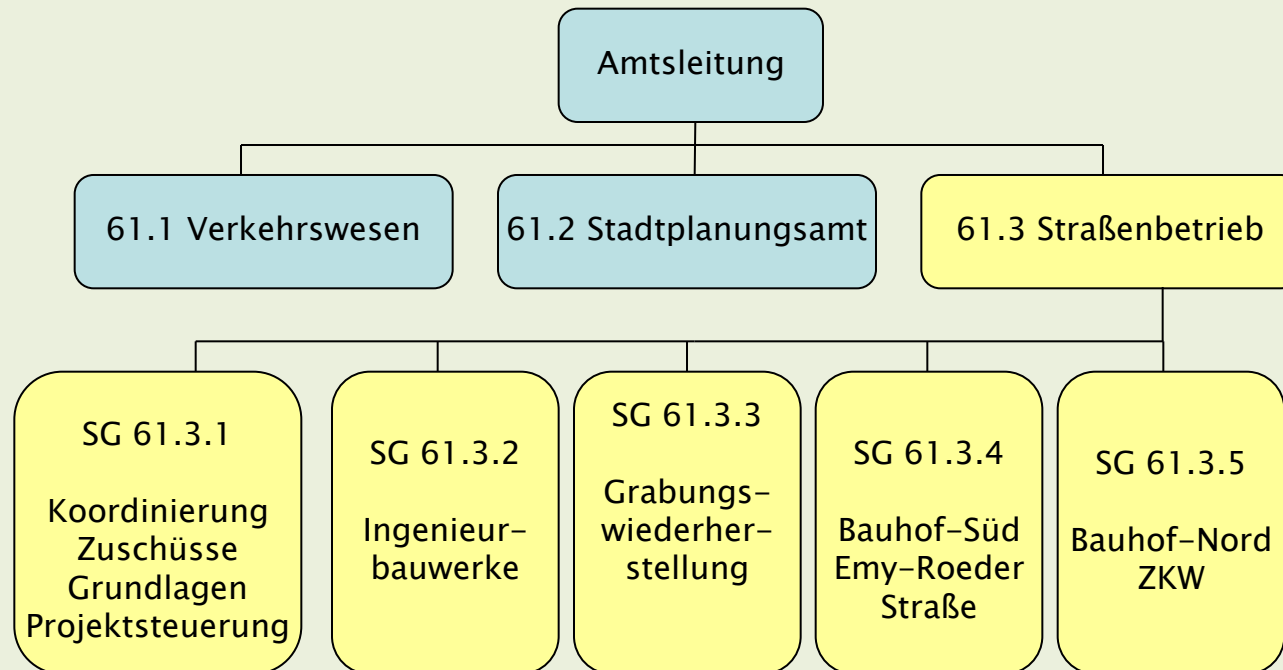 Amtsleitung
61.1 Verkehrswesen
61.2 Stadtplanungsamt
61.3 Straßenbetrieb
SG 61.3.1
Koordinierung
Zuschüsse
Grundlagen
Projektsteuerung
SG 61.3.2
Ingenieur-
bauwerke
SG 61.3.3
Grabungs-
wiederher-
stellung
SG 61.3.4
Bauhof-Süd
Emy-Roeder
Straße
SG 61.3.5
Bauhof-Nord
ZKW